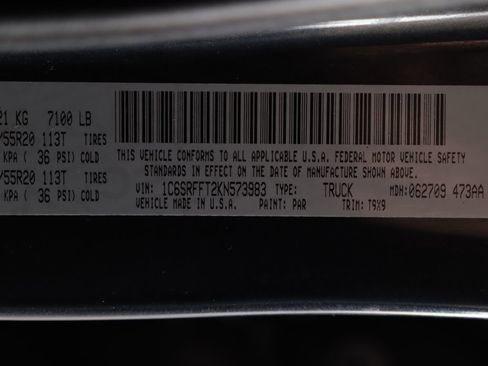 21 KG 7100 LB
/55R20 113T TIRES
KPA ( 36 PSI) COLD
/55R20 113T TIRES
KPA ( 36 PSI) COLD
THIS VEHICLE CONFORMS TO ALL APPLICABLE U.S.A. FEDERAL MOTOR VEHICLE SAFETY
STANDARDS IN EFFECT ON THE DATE OF MANUFACTURE SHOWN ABOVE.
VIN: 1C6SRFFT2KN573983 TYPE: TRUCK MDH: 062709 473AA
VEHICLE MADE IN U.S.A. PAINT: PAR TRIM: T9X9